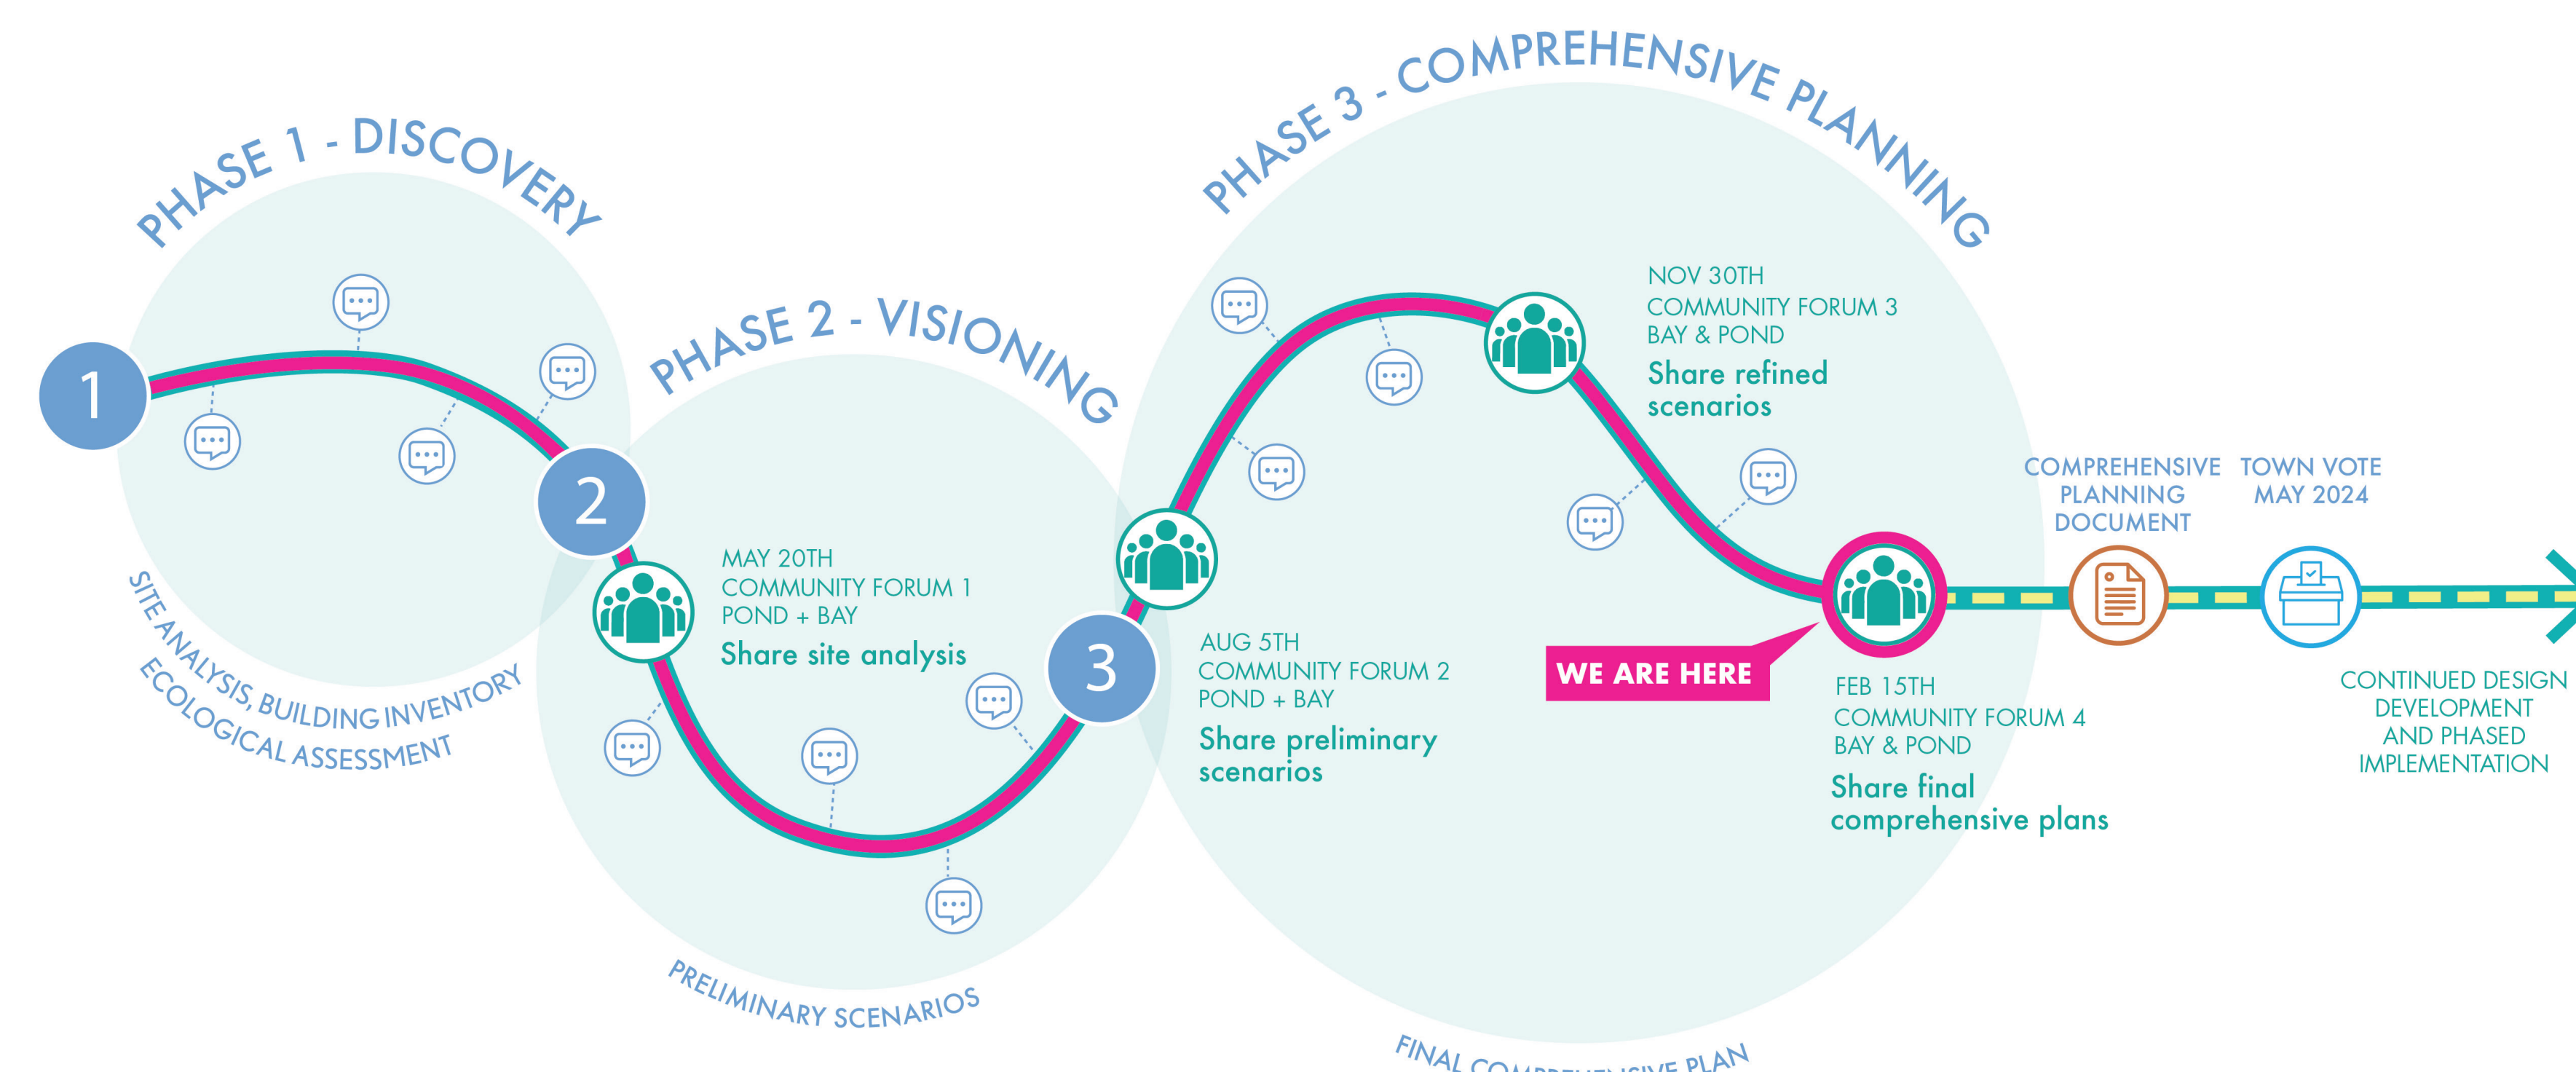 PHASE 1 - DISCOVERY
1
SITE ANALYSIS, BUILDING INVENTORY
ECOLOGICAL ASSESSMENT
PHASE 2 - VISIONING
2
MAY 20TH
COMMUNITY FORUM 1
POND + BAY
Share site analysis
PRELIMINARY SCENARIOS
PHASE 3 - COMPREHENSIVE PLANNING
3
AUG 5TH
COMMUNITY FORUM 2
POND + BAY
Share preliminary
scenarios
NOV 30TH
COMMUNITY FORUM 3
BAY & POND
Share refined
scenarios
WE ARE HERE
FEB 15TH
COMMUNITY FORUM 4
BAY & POND
Share final
comprehensive plans
FINAL COMPREHENSIVE PLAN
COMPREHENSIVE
PLANNING
DOCUMENT
TOWN VOTE
MAY 2024
CONTINUED DESIGN
DEVELOPMENT
AND PHASED
IMPLEMENTATION